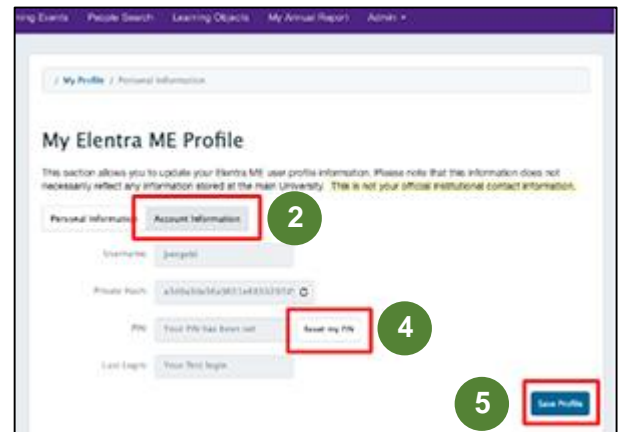 ning Events People Search Learning Objects My Annual Report Admin
/ My Profile / Personal Information
My Elentra ME Profile
This section allows you to update your Elentra ME user profile information. Please note that this information does not
necessarily reflect any information stored at the main University. This is not your official institutional contact information.
Personal Information Account Information 2
Username
Private Hash
PIN Your PIN has been set Reset my PIN 4
Last Login Your first login
5 Save Profile